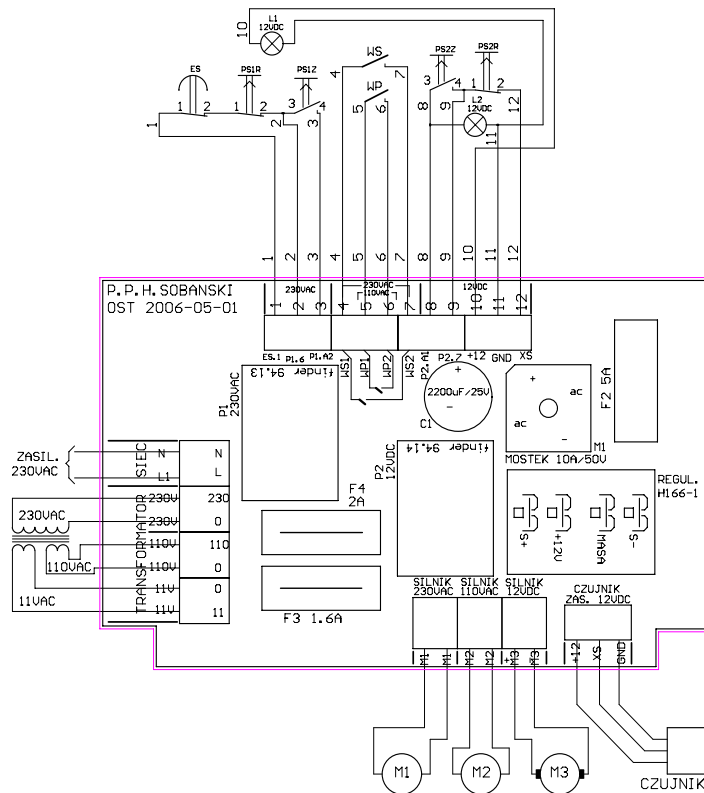 10
L1
12VDC
ES
PS1R
PS1Z
WS
WP
PS2Z
PS2R
1 2
1 2
3 4
4
7
5
6
3 4
1 2
L2
12VDC
1
2
3
8
9
11
12
1
2
3
4
5
6
7
8
9
10
11
12
P.P.H.SOBANSKI
OST 2006-05-01
230VAC
230VAC
110VAC
12VDC
1
2
3
4
5
6
7
8
9
10
11
12
ES.1
P1.6
P1.A2
WS1
WP1
WP2
WS2
P2.A1
P2.7
+12
GND
XS
P1
230VAC
finder 94.13
+
2200uF/25V
-
C1
+
ac
ac
-
M1
MOSTEK 10A/50V
F2 5A
ZASIL.
230VAC
SIEC
N
L1
N
L
P2
12VDC
finder 94.14
REGUL.
H166-1
S+
+12V
MASA
S-
TRANSFORMATOR
230VAC
230V
230V
230
0
110VAC
110V
110V
110
0
11VAC
11V
11V
0
11
F4
2A
F3 1.6A
SILNIK
230VAC
SILNIK
110VAC
SILNIK
12VDC
CZUJNIK
ZAS. 12VDC
M1
M1
M2
M2
+
M3
-
M3
+12
XS
GND
M1
M2
M3
CZUJNIK